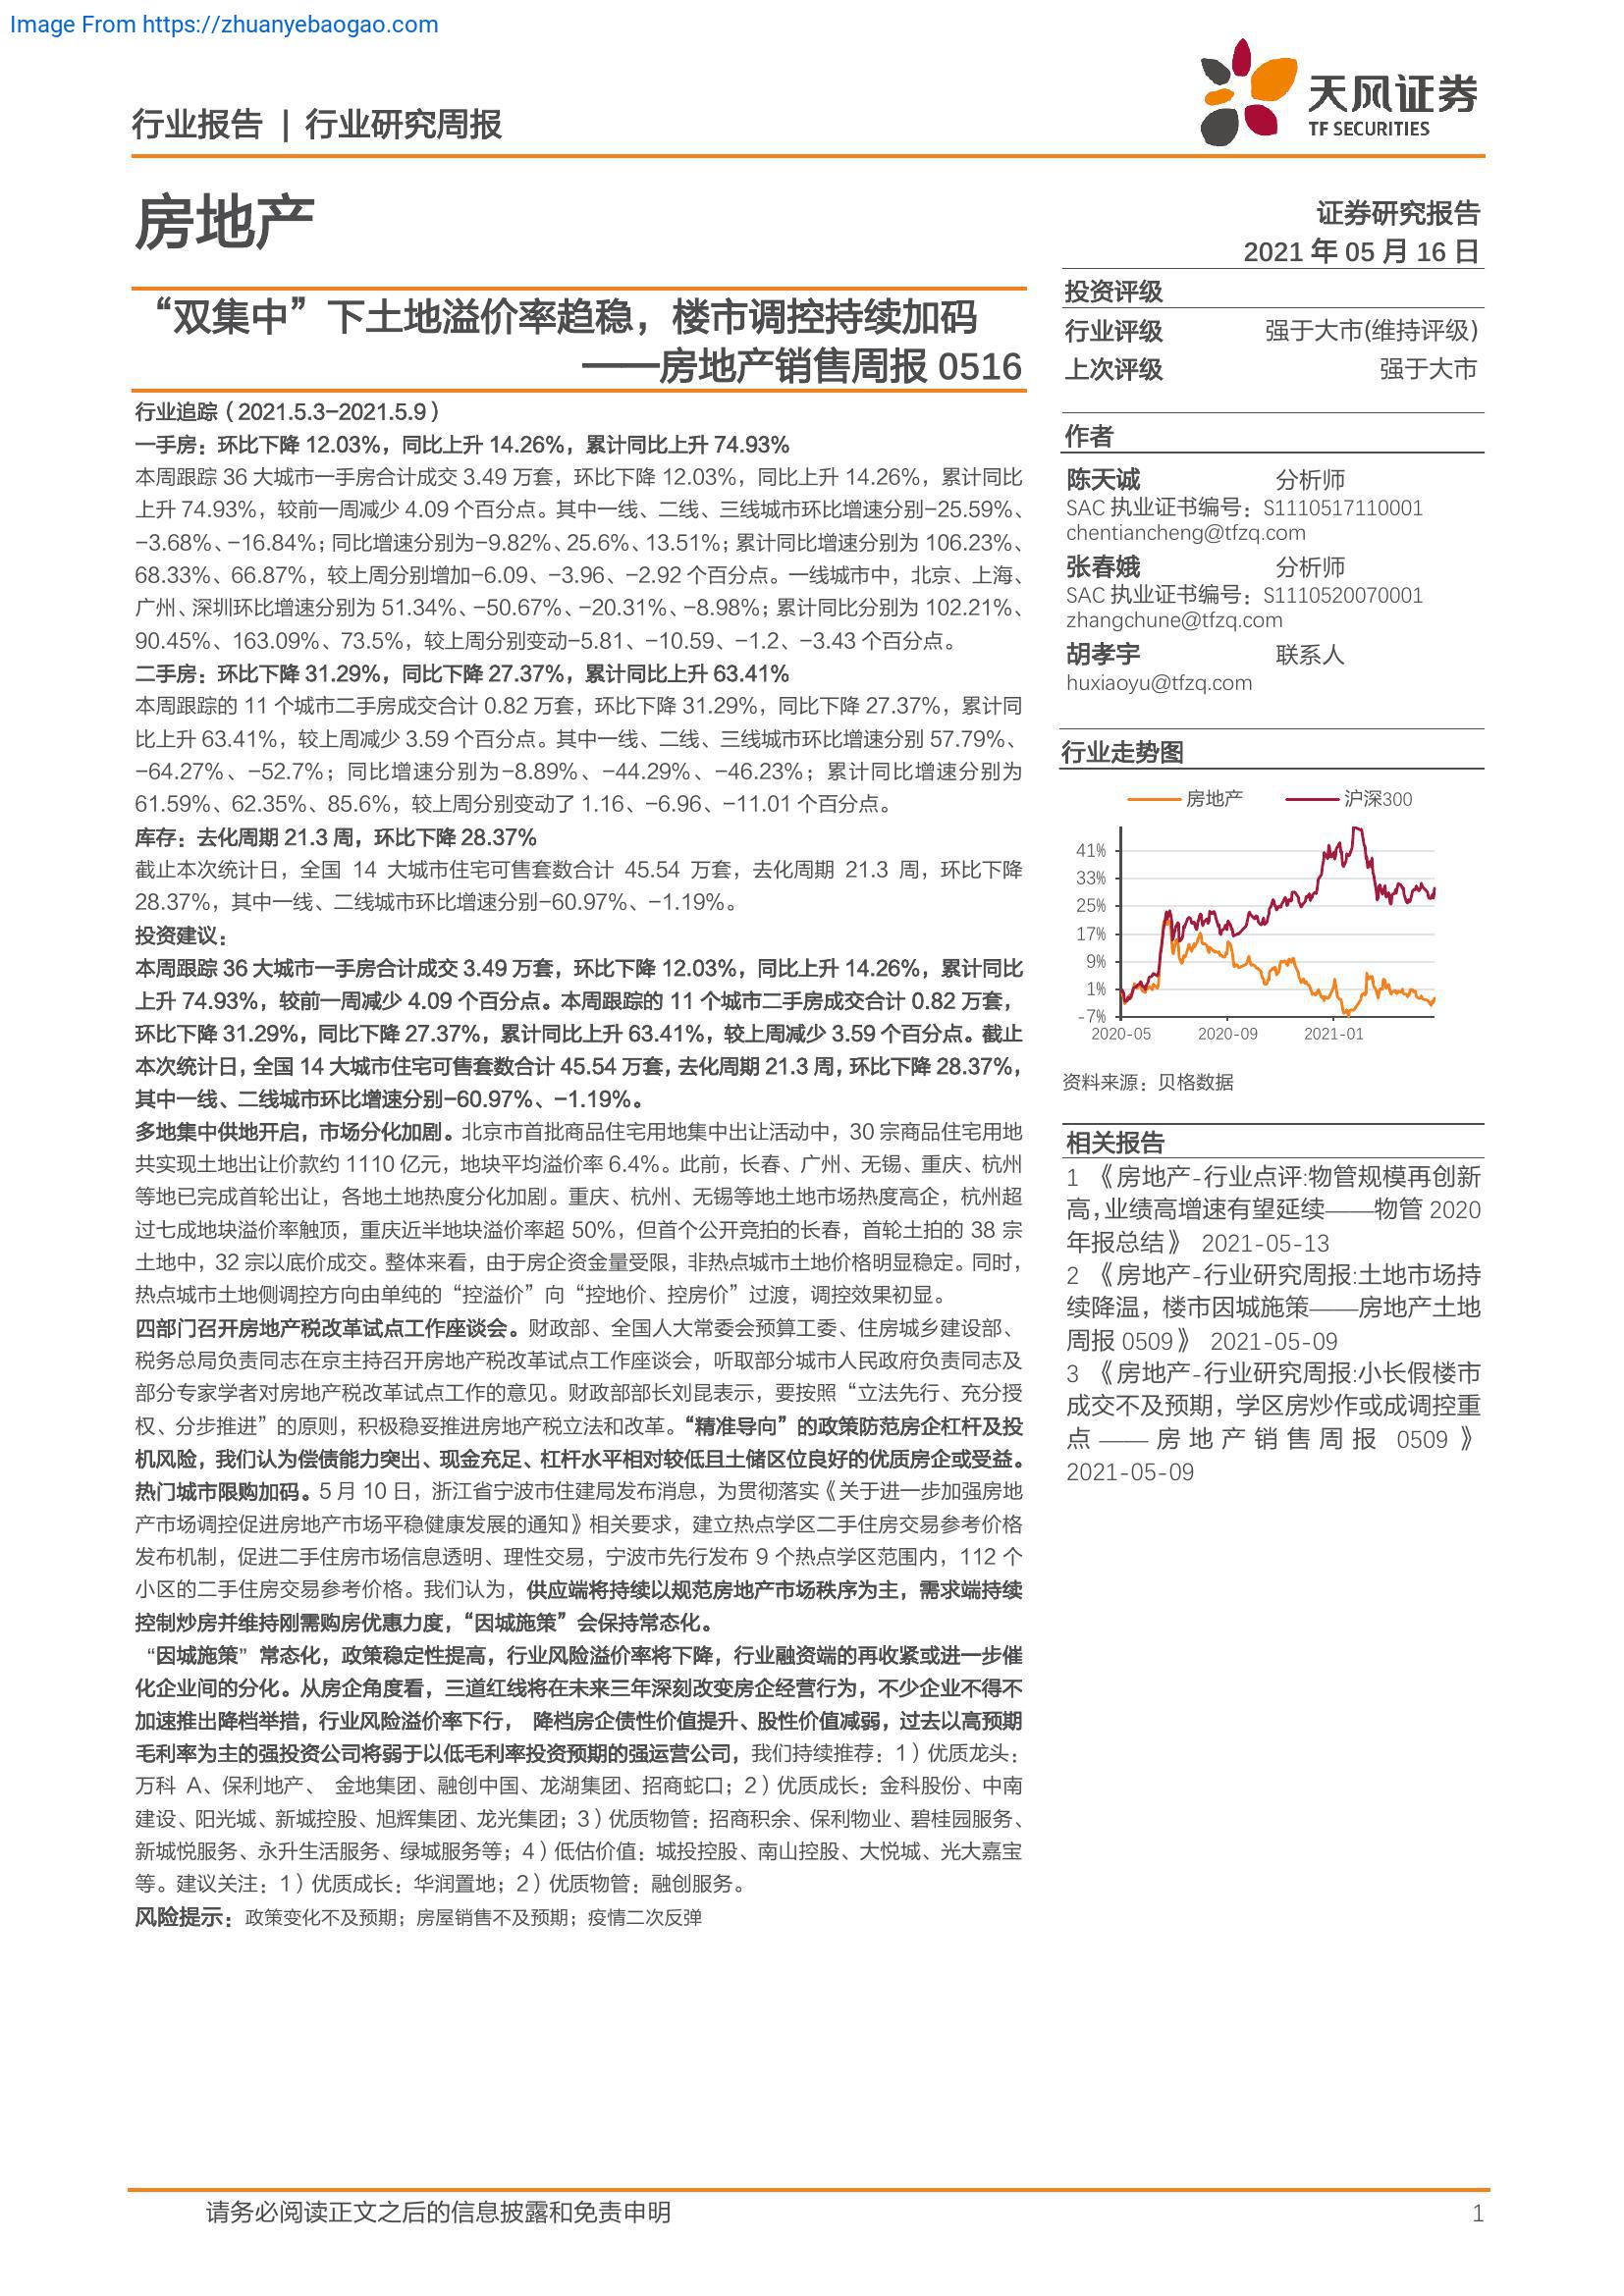 Image From https://zhuanyebaogao.com
天风证券
TF SECURITIES
行业报告 | 行业研究周报
房地产
证券研究报告
2021 年 05 月 16 日
“双集中”下土地溢价率趋稳，楼市调控持续加码
——房地产销售周报 0516
行业追踪（2021.5.3-2021.5.9）
一手房：环比下降 12.03%，同比上升 14.26%，累计同比上升 74.93%
本周跟踪 36 大城市一手房合计成交 3.49 万套，环比下降 12.03%，同比上升 14.26%，累计同比
上升 74.93%，较前一周减少 4.09 个百分点。其中一线、二线、三线城市环比增速分别-25.59%、
-3.68%、-16.84%；同比增速分别为-9.82%、25.6%、13.51%；累计同比增速分别为 106.23%、
68.33%、66.87%，较上周分别增加-6.09、-3.96、-2.92 个百分点。一线城市中，北京、上海、
广州、深圳环比增速分别为 51.34%、-50.67%、-20.31%、-8.98%；累计同比分别为 102.21%、
90.45%、163.09%、73.5%，较上周分别变动-5.81、-10.59、-1.2、-3.43 个百分点。
二手房：环比下降 31.29%，同比下降 27.37%，累计同比上升 63.41%
本周跟踪的 11 个城市二手房成交合计 0.82 万套，环比下降 31.29%，同比下降 27.37%，累计同
比上升 63.41%，较上周减少 3.59 个百分点。其中一线、二线、三线城市环比增速分别 57.79%、
-64.27%、-52.7%；同比增速分别为-8.89%、-44.29%、-46.23%；累计同比增速分别为
61.59%、62.35%、85.6%，较上周分别变动了 1.16、-6.96、-11.01 个百分点。
库存：去化周期 21.3 周，环比下降 28.37%
截止本次统计日，全国 14 大城市住宅可售套数合计 45.54 万套，去化周期 21.3 周，环比下降
28.37%，其中一线、二线城市环比增速分别-60.97%、-1.19%。
投资建议：
本周跟踪 36 大城市一手房合计成交 3.49 万套，环比下降 12.03%，同比上升 14.26%，累计同比
上升 74.93%，较前一周减少 4.09 个百分点。本周跟踪的 11 个城市二手房成交合计 0.82 万套，
环比下降 31.29%，同比下降 27.37%，累计同比上升 63.41%，较上周减少 3.59 个百分点。截止
本次统计日，全国 14 大城市住宅可售套数合计 45.54 万套，去化周期 21.3 周，环比下降 28.37%，
其中一线、二线城市环比增速分别-60.97%、-1.19%。
多地集中供地开启，市场分化加剧。北京市首批商品住宅用地集中出让活动中，30 宗商品住宅用地
共实现土地出让价款约 1110 亿元，地块平均溢价率 6.4%。此前，长春、广州、无锡、重庆、杭州
等地已完成首轮出让，各地土地热度分化加剧。重庆、杭州、无锡等地土地市场热度高企，杭州超
过七成地块溢价率触顶，重庆近半地块溢价率超 50%，但首个公开竞拍的长春，首轮土拍的 38 宗
土地中，32 宗以底价成交。整体来看，由于房企资金量受限，非热点城市土地价格明显稳定。同时，
热点城市土地侧调控方向由单纯的“控溢价”向“控地价、控房价”过渡，调控效果初显。
四部门召开房地产税改革试点工作座谈会。财政部、全国人大常委会预算工委、住房城乡建设部、
税务总局负责同志在京主持召开房地产税改革试点工作座谈会，听取部分城市人民政府负责同志及
部分专家学者对房地产税改革试点工作的意见。财政部部长刘昆表示，要按照“立法先行、充分授
权、分步推进”的原则，积极稳妥推进房地产税立法和改革。“精准导向”的政策防范房企杠杆及投
机风险，我们认为偿债能力突出、现金充足、杠杆水平相对较低且土储区位良好的优质房企或受益。
热门城市限购加码。5 月 10 日，浙江省宁波市住建局发布消息，为贯彻落实《关于进一步加强房地
产市场调控促进房地产市场平稳健康发展的通知》相关要求，建立热点学区二手住房交易参考价格
发布机制，促进二手住房市场信息透明、理性交易，宁波市先行发布 9 个热点学区范围内，112 个
小区的二手住房交易参考价格。我们认为，供应端将持续以规范房地产市场秩序为主，需求端持续
控制炒房并维持刚需购房优惠力度，“因城施策”会保持常态化。
“因城施策”常态化，政策稳定性提高，行业风险溢价率将下降，行业融资端的再收紧或进一步催
化企业间的分化。从房企角度看，三道红线将在未来三年深刻改变房企经营行为，不少企业不得不
加速推出降档举措，行业风险溢价率下行， 降档房企债性价值提升、股性价值减弱，过去以高预期
毛利率为主的强投资公司将弱于以低毛利率投资预期的强运营公司，我们持续推荐：1）优质龙头：
万科 A、保利地产、 金地集团、融创中国、龙湖集团、招商蛇口；2）优质成长：金科股份、中南
建设、阳光城、新城控股、旭辉集团、龙光集团；3）优质物管：招商积余、保利物业、碧桂园服务、
新城悦服务、永升生活服务、绿城服务等；4）低估价值：城投控股、南山控股、大悦城、光大嘉宝
等。建议关注：1）优质成长：华润置地；2）优质物管：融创服务。
风险提示：政策变化不及预期；房屋销售不及预期；疫情二次反弹
投资评级
行业评级 强于大市(维持评级)
上次评级 强于大市
作者
陈天诚 分析师
SAC 执业证书编号：S1110517110001
chentiancheng@tfzq.com
张春娥 分析师
SAC 执业证书编号：S1110520070001
zhangchune@tfzq.com
胡孝宇 联系人
huxiaoyu@tfzq.com
行业走势图
房地产 沪深300
41%
33%
25%
17%
9%
1%
-7%
2020-05 2020-09 2021-01
资料来源：贝格数据
相关报告
1 《房地产-行业点评:物管规模再创新
高，业绩高增速有望延续——物管 2020
年报总结》 2021-05-13
2 《房地产-行业研究周报:土地市场持
续降温，楼市因城施策——房地产土地
周报 0509》 2021-05-09
3 《房地产-行业研究周报:小长假楼市
成交不及预期，学区房炒作或成调控重
点——房地产销售周报 0509》
2021-05-09
请务必阅读正文之后的信息披露和免责申明 1